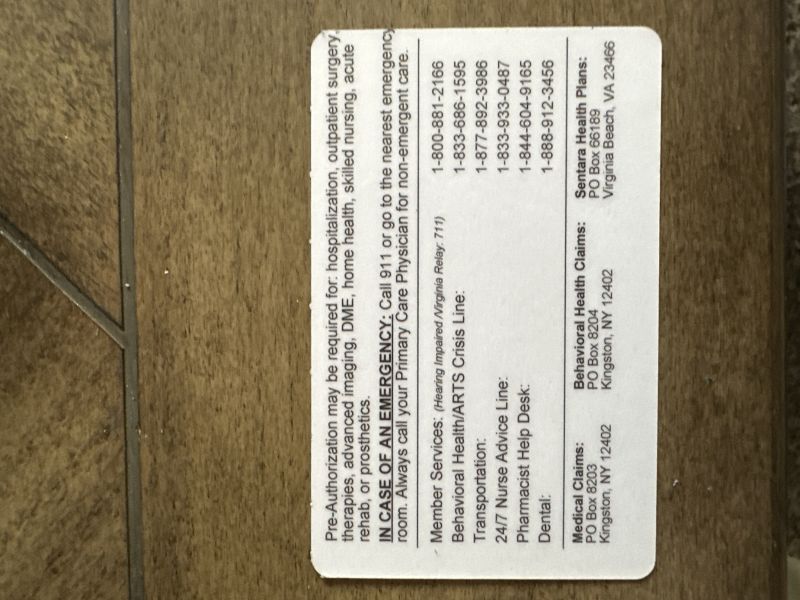 Pre-Authorization may be required for: hospitalization, outpatient surgery,
therapies, advanced imaging, DME, home health, skilled nursing, acute
rehab, or prosthetics.
IN CASE OF AN EMERGENCY: Call 911 or go to the nearest emergency
room. Always call your Primary Care Physician for non-emergent care.
Member Services: (Hearing Impaired /Virginia Relay: 711) 1-800-881-2166
Behavioral Health/ARTS Crisis Line: 1-833-686-1595
Transportation: 1-877-892-3986
24/7 Nurse Advice Line: 1-833-933-0487
Pharmacist Help Desk: 1-844-604-9165
Dental: 1-888-912-3456
Medical Claims:
PO Box 8203
Kingston, NY 12402
Behavioral Health Claims:
PO Box 8204
Kingston, NY 12402
Sentara Health Plans:
PO Box 66189
Virginia Beach, VA 23466